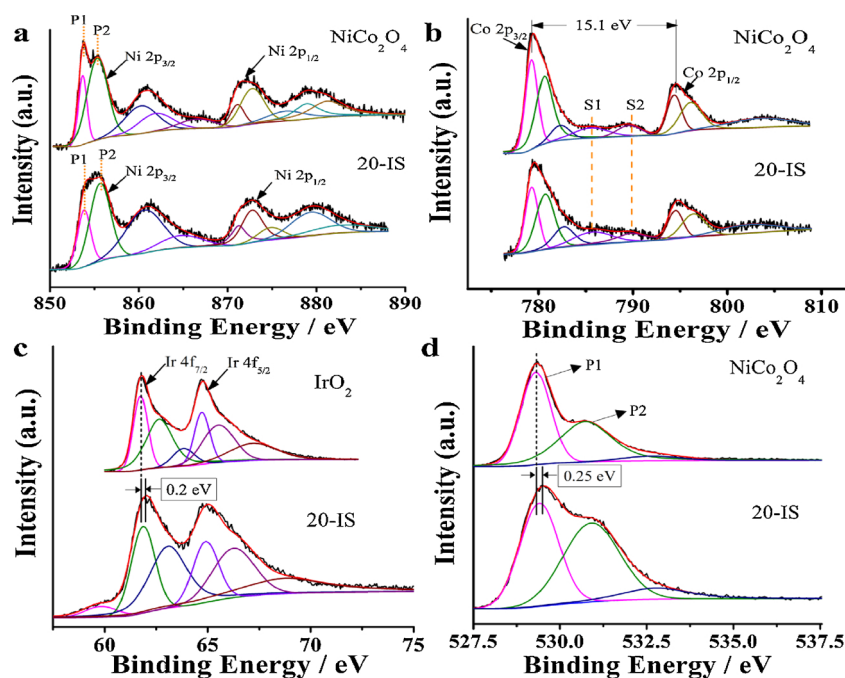 a
P1
P2
Ni 2p3/2
Ni 2p1/2
NiCo2O4
P1
P2
Ni 2p3/2
Ni 2p1/2
20-IS
Intensity (a.u.)
850 860 870 880 890
Binding Energy / eV
b
Co 2p3/2
15.1 eV
NiCo2O4
Co 2p1/2
S1
S2
20-IS
Intensity (a.u.)
780 790 800 810
Binding Energy / eV
c
Ir 4f7/2
Ir 4f5/2
IrO2
0.2 eV
20-IS
Intensity (a.u.)
60 65 70 75
Binding Energy / eV
d
NiCo2O4
P1
P2
0.25 eV
20-IS
Intensity (a.u.)
527.5 530.0 532.5 535.0 537.5
Binding Energy / eV